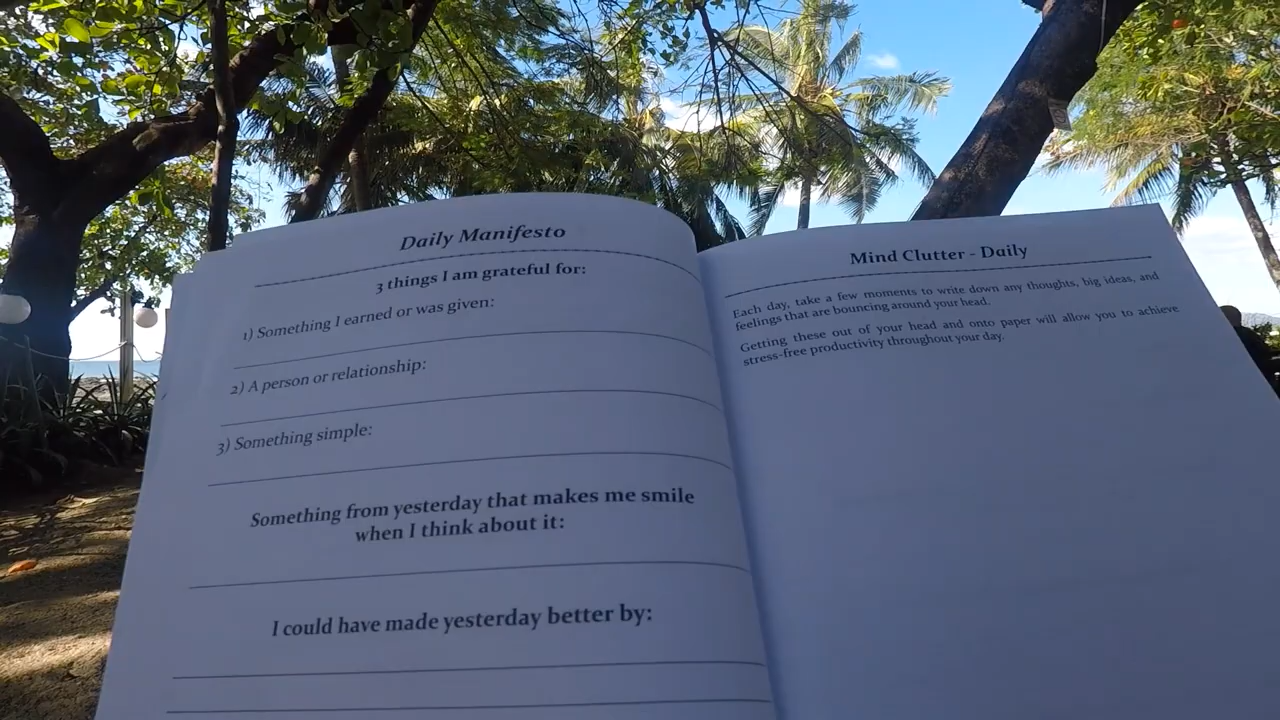 Daily Manifesto
3 things I am grateful for:
1) Something I earned or was given:
2) A person or relationship:
3) Something simple:
Something from yesterday that makes me smile
when I think about it:
I could have made yesterday better by:
Mind Clutter - Daily
Each day, take a few moments to write down any thoughts, big ideas, and
feelings that are bouncing around your head.
Getting these out of your head and onto paper will allow you to achieve
stress-free productivity throughout your day.